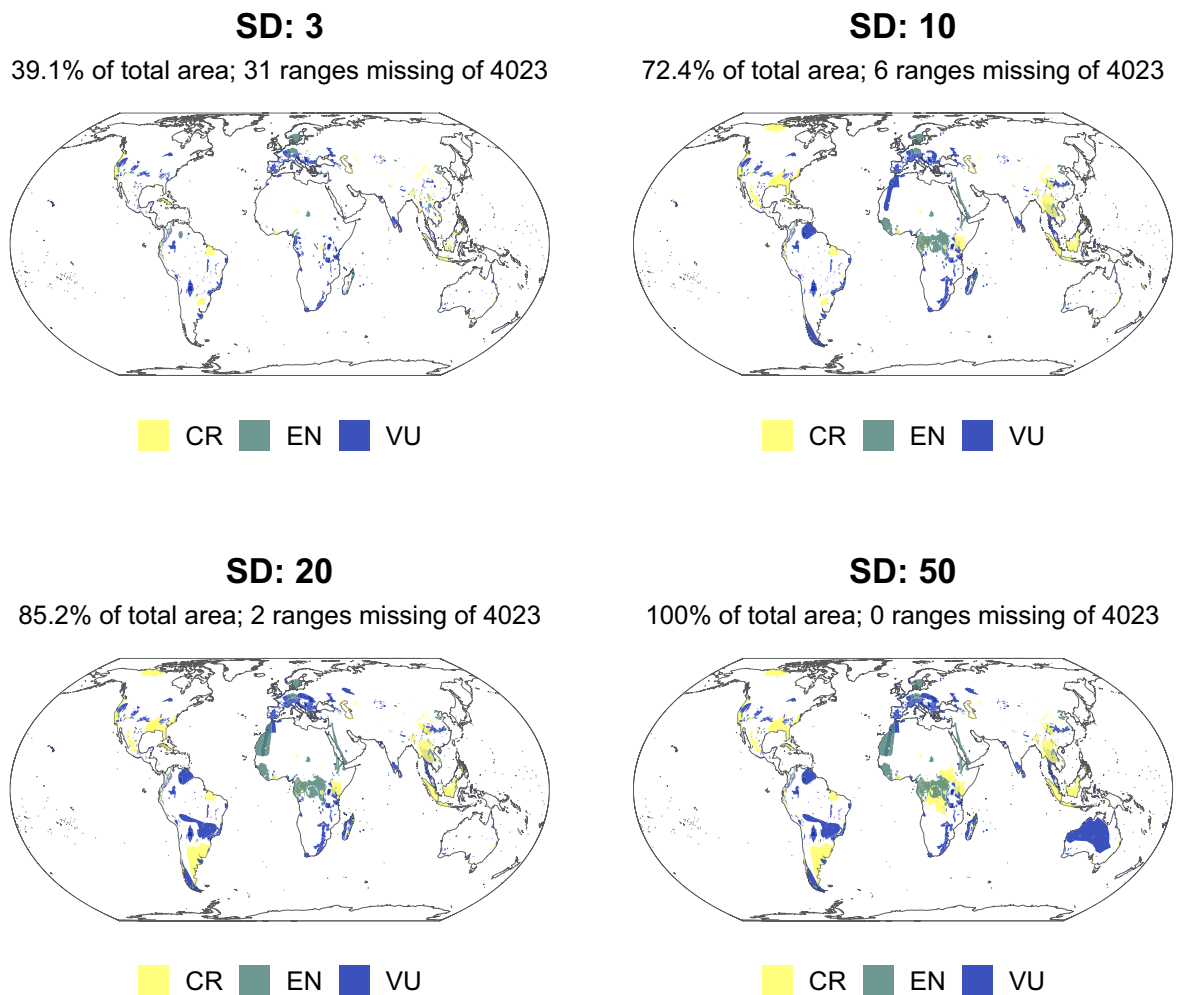 SD: 3
39.1% of total area; 31 ranges missing of 4023
CR EN VU
SD: 10
72.4% of total area; 6 ranges missing of 4023
CR EN VU
SD: 20
85.2% of total area; 2 ranges missing of 4023
CR EN VU
SD: 50
100% of total area; 0 ranges missing of 4023
CR EN VU